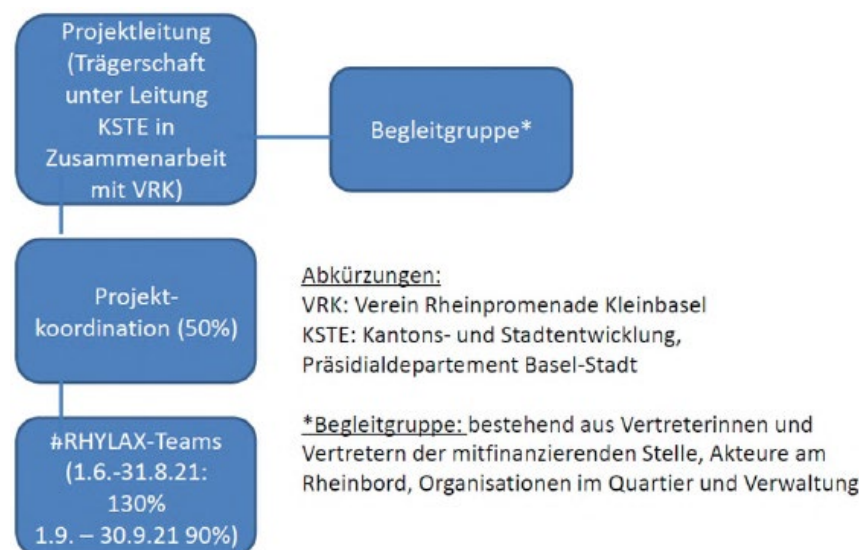 Projektleitung
(Trägerschaft
unter Leitung
KSTE in
Zusammenarbeit
mit VRK)
Begleitgruppe*
Projekt-
koordination (50%)
Abkürzungen:
VRK: Verein Rheinpromenade Kleinbasel
KSTE: Kantons- und Stadtentwicklung,
Präsidialdepartement Basel-Stadt
#RHYLAX-Teams
(1.6.-31.8.21:
130%
1.9. – 30.9.21 90%)
*Begleitgruppe: bestehend aus Vertreterinnen und
Vertretern der mitfinanzierenden Stelle, Akteure am
Rheinbord, Organisationen im Quartier und Verwaltung